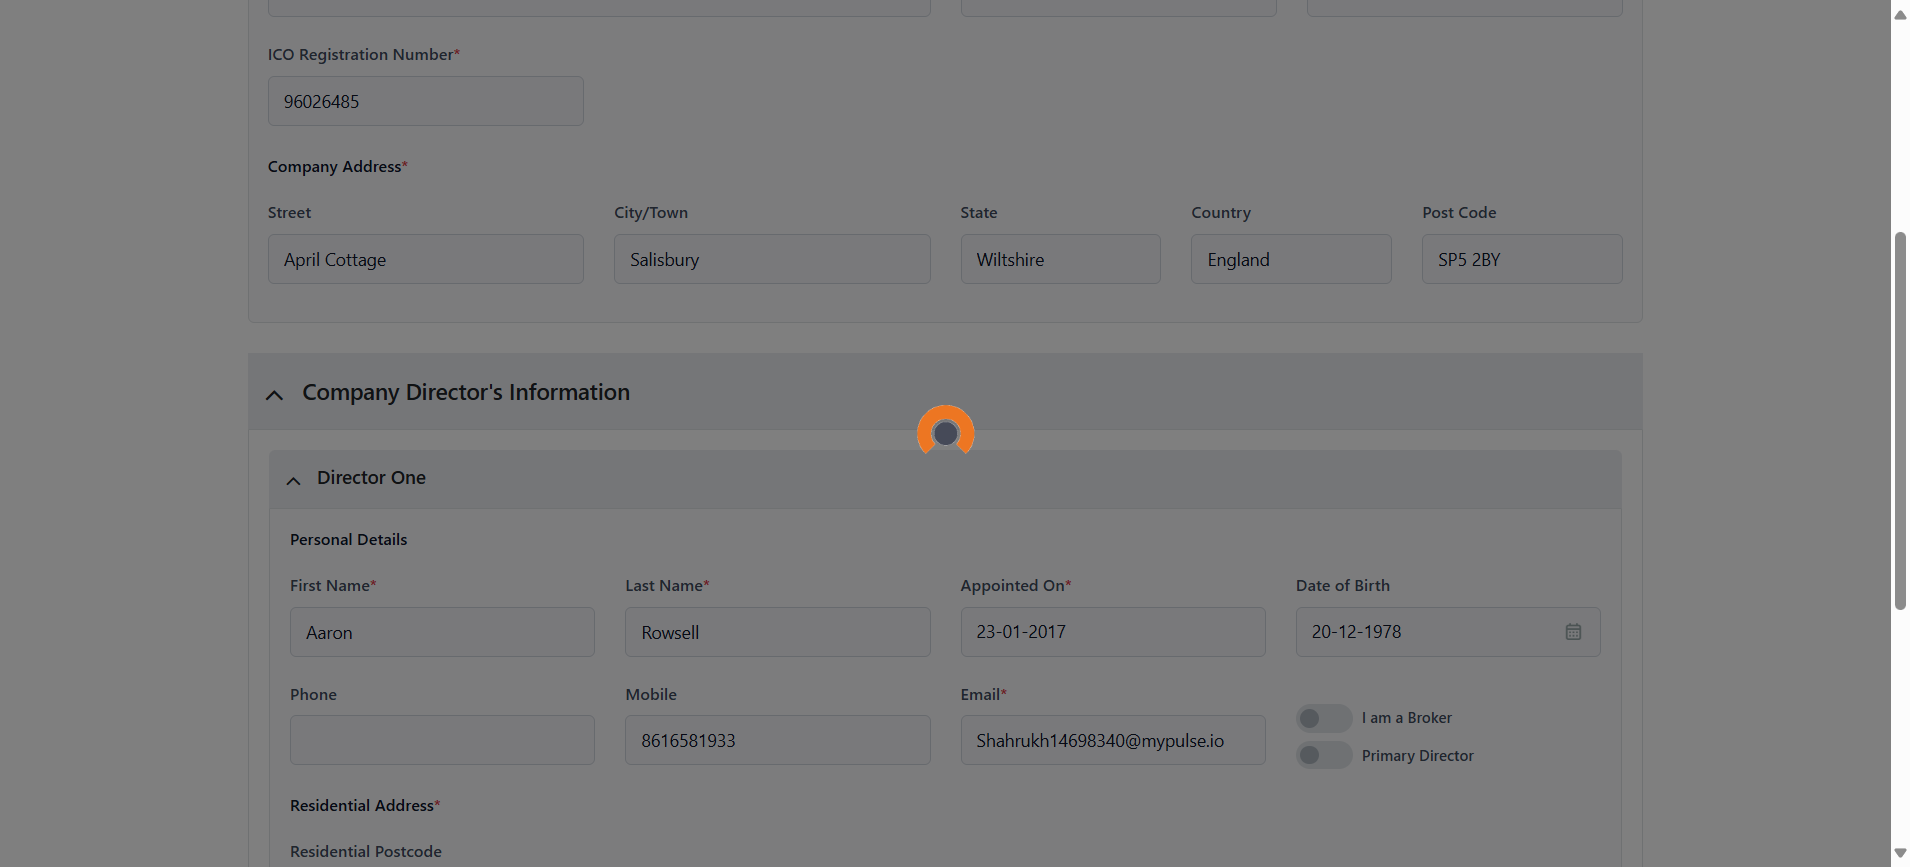 ICO Registration Number*
96026485
Company Address*
Street City/Town State Country Post Code
April Cottage Salisbury Wiltshire England SP5 2BY
Company Director's Information
Director One
Personal Details
First Name* Last Name* Appointed On* Date of Birth
Aaron Rowsell 23-01-2017 20-12-1978
Phone Mobile Email*
I am a Broker
8616581933 Shahrukh14698340@mypulse.io
Primary Director
Residential Address*
Residential Postcode